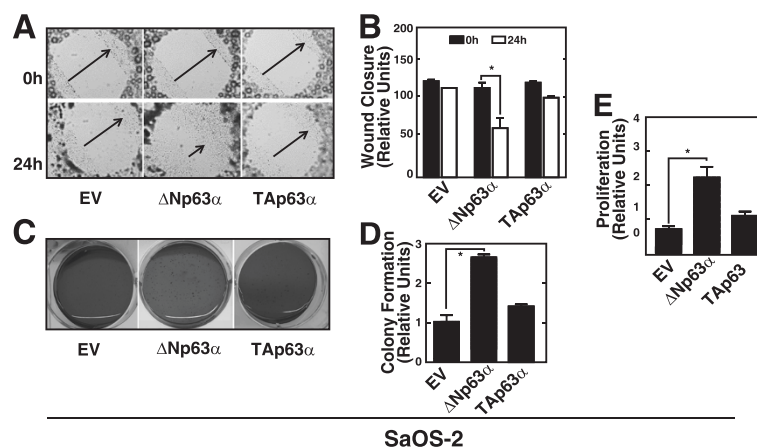 A
0h
24h
EV ΔNp63α TAp63α
B
Wound Closure
(Relative Units)
200
150
100
50
0
0h 24h
*
EV ΔNp63α TAp63α
C
EV ΔNp63α TAp63α
D
Colony Formation
(Relative Units)
3
2
1
0
*
EV ΔNp63α TAp63α
E
Proliferation
(Relative Units)
4
3
2
1
0
*
EV ΔNp63α TAp63
SaOS-2